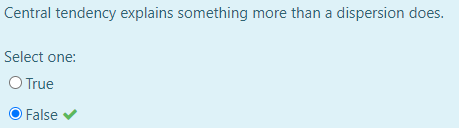 Central tendency explains something more than a dispersion does.
Select one:
True
False